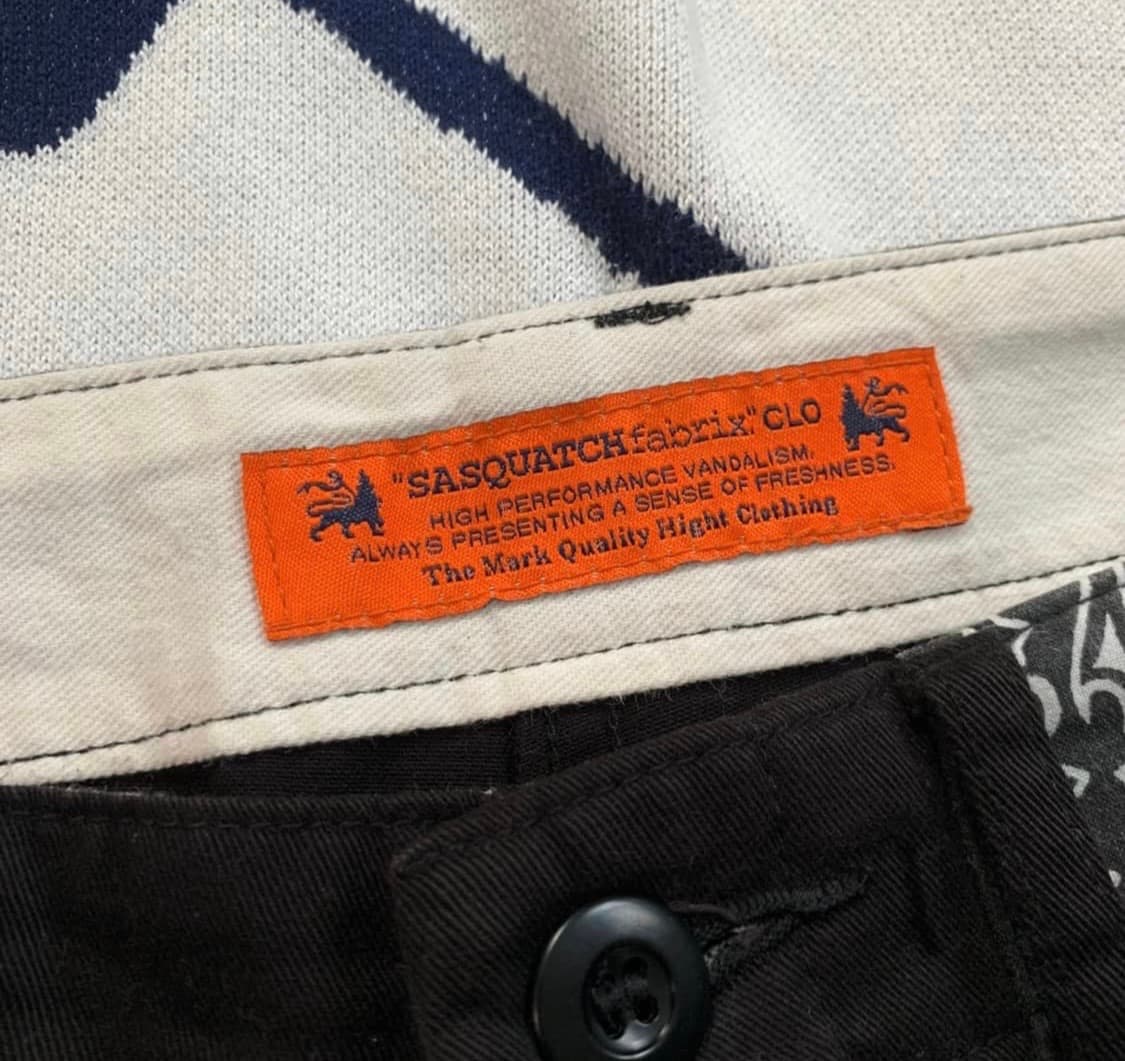 "SASQUATCHfabrix."CLO
HIGH PERFORMANCE VANDALISM.
ALWAYS PRESENTING A SENSE OF FRESHNESS.
The Mark Quality Hight Clothing